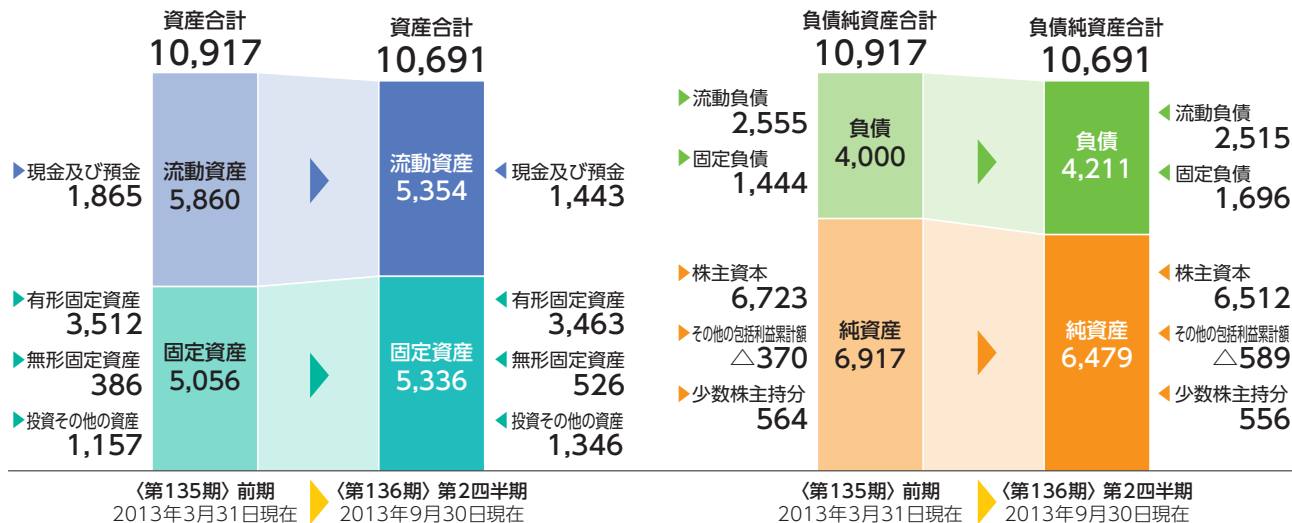 資産合計
10,917
資産合計
10,691
▶現金及び預金
1,865
流動資産
5,860
流動資産
5,354
◀現金及び預金
1,443
▶有形固定資産
3,512
▶無形固定資産
386
▶投資その他の資産
1,157
固定資産
5,056
固定資産
5,336
◀有形固定資産
3,463
◀無形固定資産
526
◀投資その他の資産
1,346
〈第135期〉前期
2013年3月31日現在
〈第136期〉第2四半期
2013年9月30日現在
負債純資産合計
10,917
負債純資産合計
10,691
▶流動負債
2,555
▶固定負債
1,444
負債
4,000
負債
4,211
◀流動負債
2,515
◀固定負債
1,696
▶株主資本
6,723
▶その他の包括利益累計額
△370
▶少数株主持分
564
純資産
6,917
純資産
6,479
◀株主資本
6,512
◀その他の包括利益累計額
△589
◀少数株主持分
556
〈第135期〉前期
2013年3月31日現在
〈第136期〉第2四半期
2013年9月30日現在